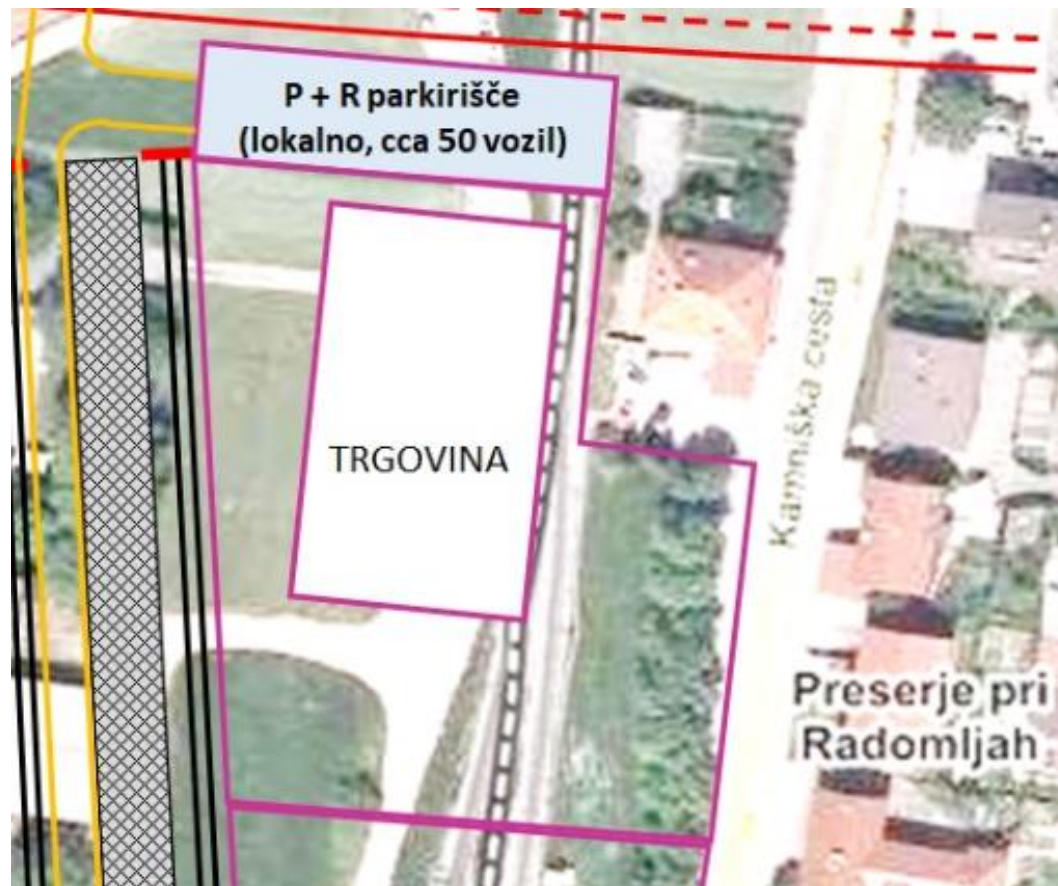 P + R parkirišče
(lokalno, cca 50 vozil)
TRGOVINA
Kamniška cesta
Preserje pri
Radomljah